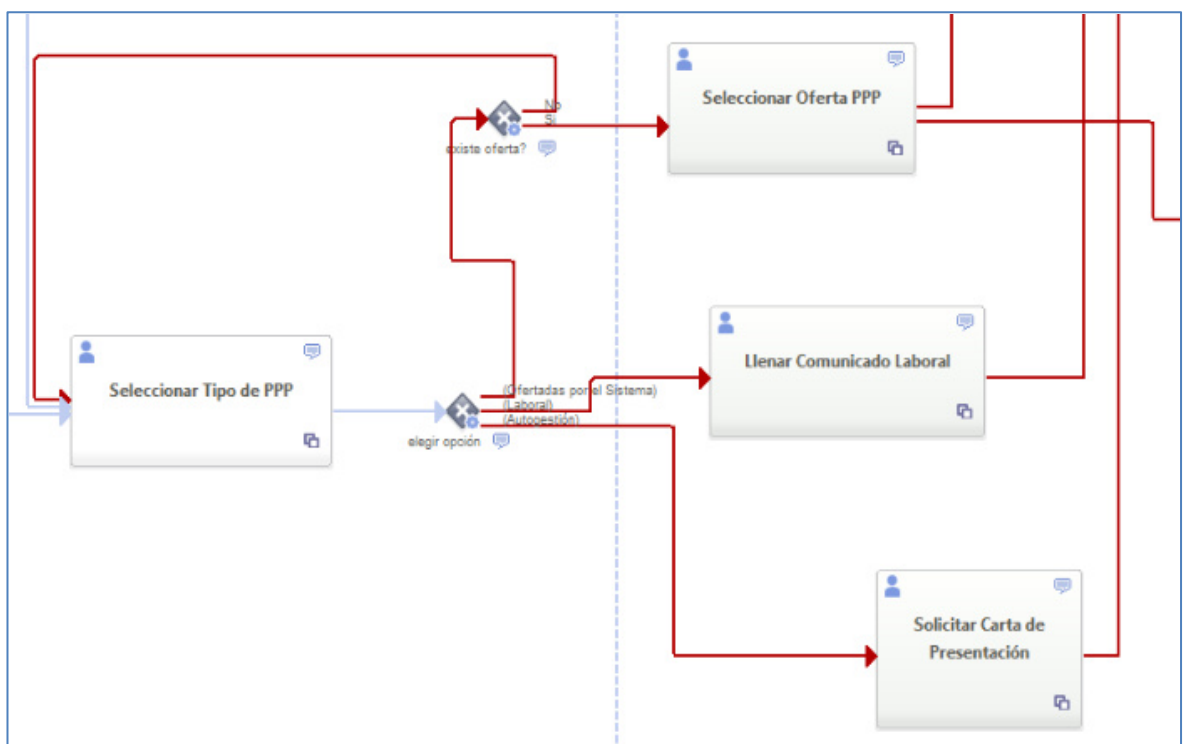 No
Si
existe oferta?
Seleccionar Oferta PPP
Seleccionar Tipo de PPP
(Ofertadas por el Sistema)
(Laboral)
(Autogestión)
elegir opción
Llenar Comunicado Laboral
Solicitar Carta de
Presentación